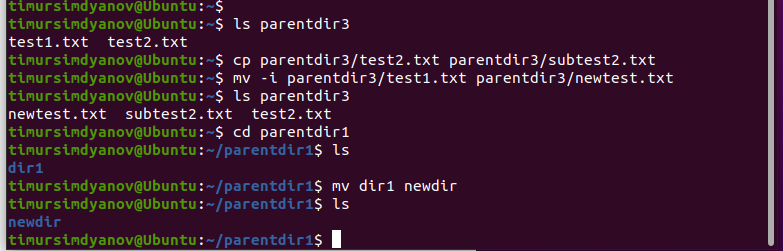 timursimdyanov@Ubuntu:~$
timursimdyanov@Ubuntu:~$ ls parentdir3
test1.txt  test2.txt
timursimdyanov@Ubuntu:~$ cp parentdir3/test2.txt parentdir3/subtest2.txt
timursimdyanov@Ubuntu:~$ mv -i parentdir3/test1.txt parentdir3/newtest.txt
timursimdyanov@Ubuntu:~$ ls parentdir3
newtest.txt  subtest2.txt  test2.txt
timursimdyanov@Ubuntu:~$ cd parentdir1
timursimdyanov@Ubuntu:~/parentdir1$ ls
dir1
timursimdyanov@Ubuntu:~/parentdir1$ mv dir1 newdir
timursimdyanov@Ubuntu:~/parentdir1$ ls
newdir
timursimdyanov@Ubuntu:~/parentdir1$